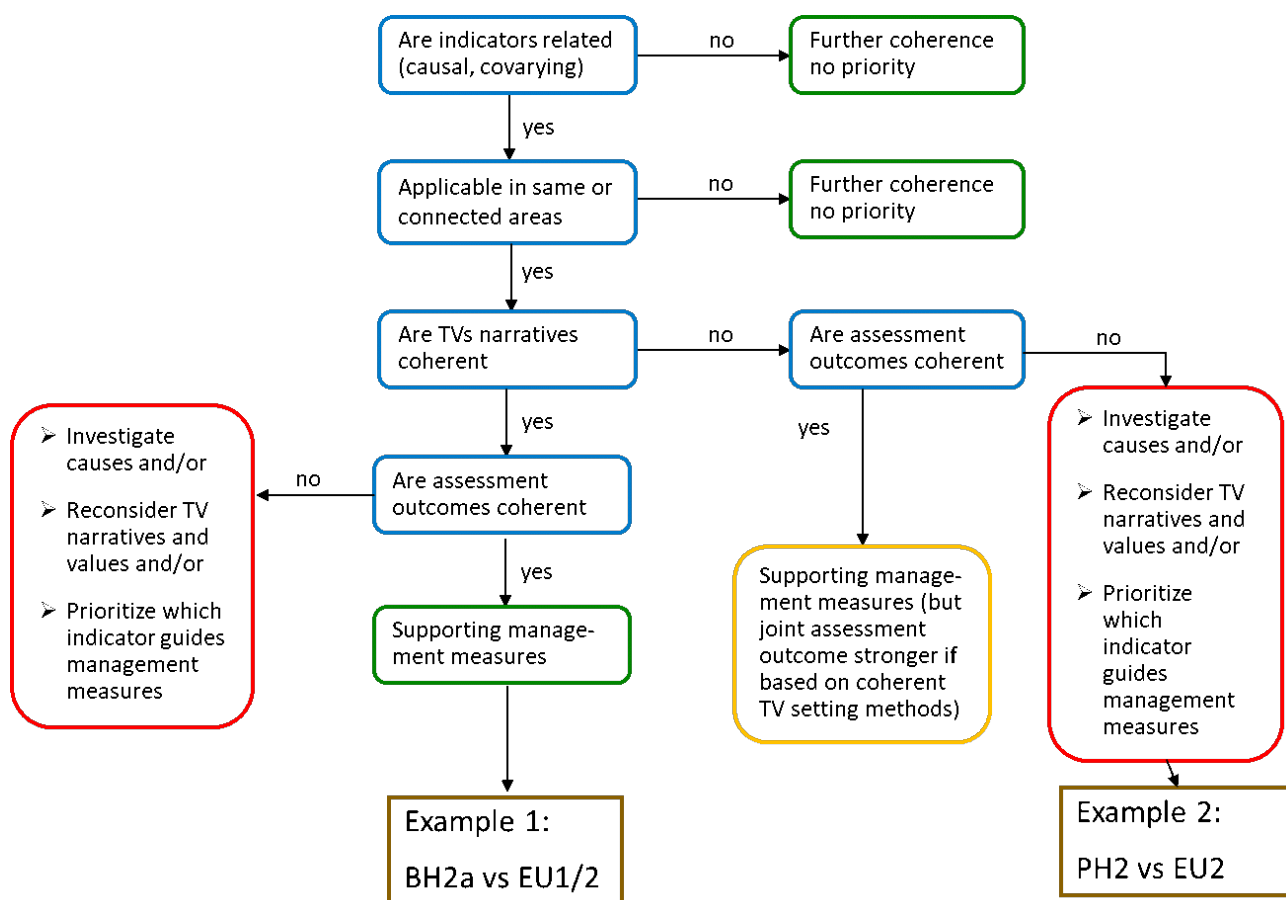 Are indicators related
(causal, covarying)
no
Further coherence
no priority
yes
Applicable in same or
connected areas
no
Further coherence
no priority
yes
Are TVs narratives
coherent
no
Are assessment
outcomes coherent
no
yes
➢ Investigate
causes and/or
➢ Reconsider TV
narratives and
values and/or
➢ Prioritize which
indicator guides
management
measures
no
Are assessment
outcomes coherent
yes
Supporting manage-
ment measures
yes
Supporting manage-
ment measures (but
joint assessment
outcome stronger if
based on coherent
TV setting methods)
➢ Investigate
causes and/or
➢ Reconsider TV
narratives and
values and/or
➢ Prioritize
which
indicator
guides
management
measures
Example 1:
BH2a vs EU1/2
Example 2:
PH2 vs EU2